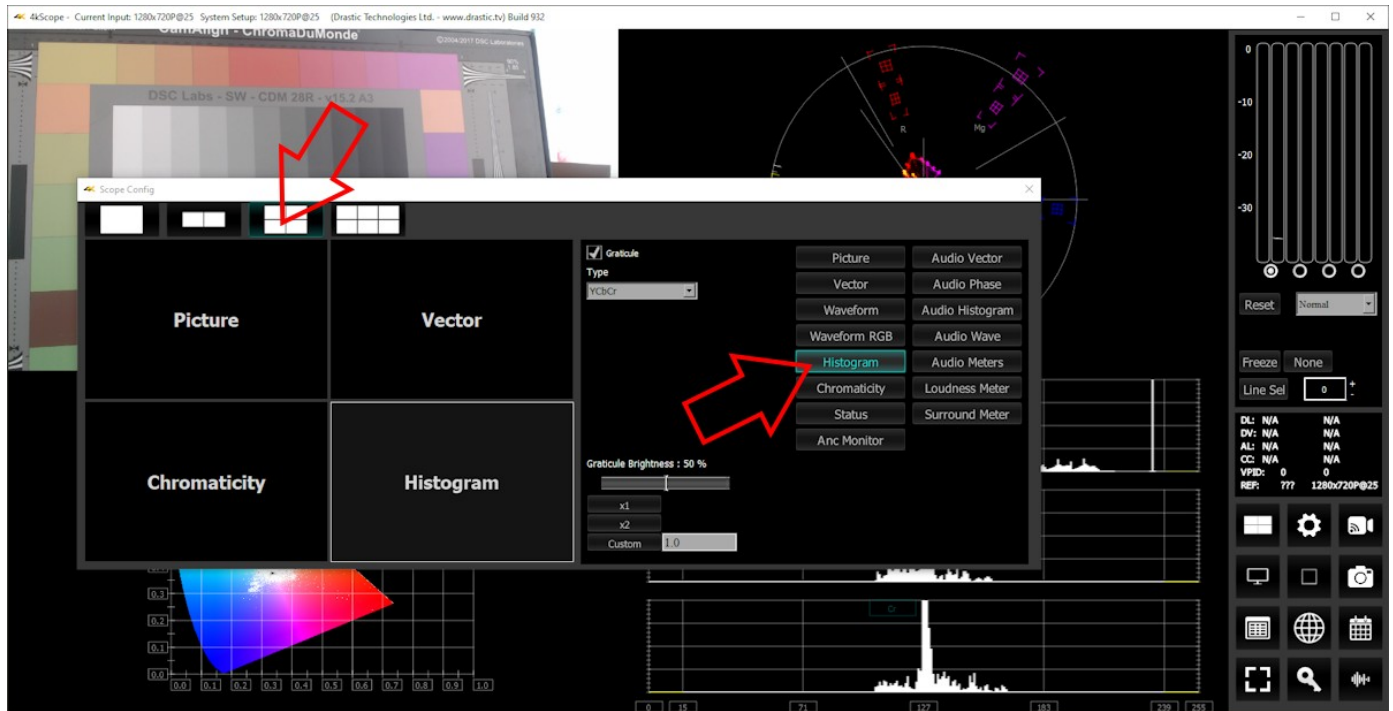 4kScope - Current Input: 1280x720P@25 System Setup: 1280x720P@25 (Drastic Technologies Ltd. - www.drastic.tv) Build 932
CamAlign - ChromaDuMonde
©2004-2017 DSC Laboratories
DSC Labs - SW - CDM 28R - v15.2 A3
R
Mg
0
-10
-20
-30
Scope Config
Picture
Vector
Chromaticity
Histogram
Graticule
Type
YCbCr
Graticule Brightness : 50 %
x1
x2
Custom 1.0
Picture Audio Vector
Vector Audio Phase
Waveform Audio Histogram
Waveform RGB Audio Wave
Histogram Audio Meters
Chromaticity Loudness Meter
Status Surround Meter
Anc Monitor
Reset Normal
Freeze None
Line Sel 0 + -
DL: N/A N/A
DV: N/A N/A
AL: N/A N/A
CC: N/A N/A
VPID: 0 0
REF: ??? 1280x720P@25
0.3
0.2
0.1
0.0
0.0 0.1 0.2 0.3 0.4 0.5 0.6 0.7 0.8 0.9 1.0
Cr
0 15 71 127 183 239 255